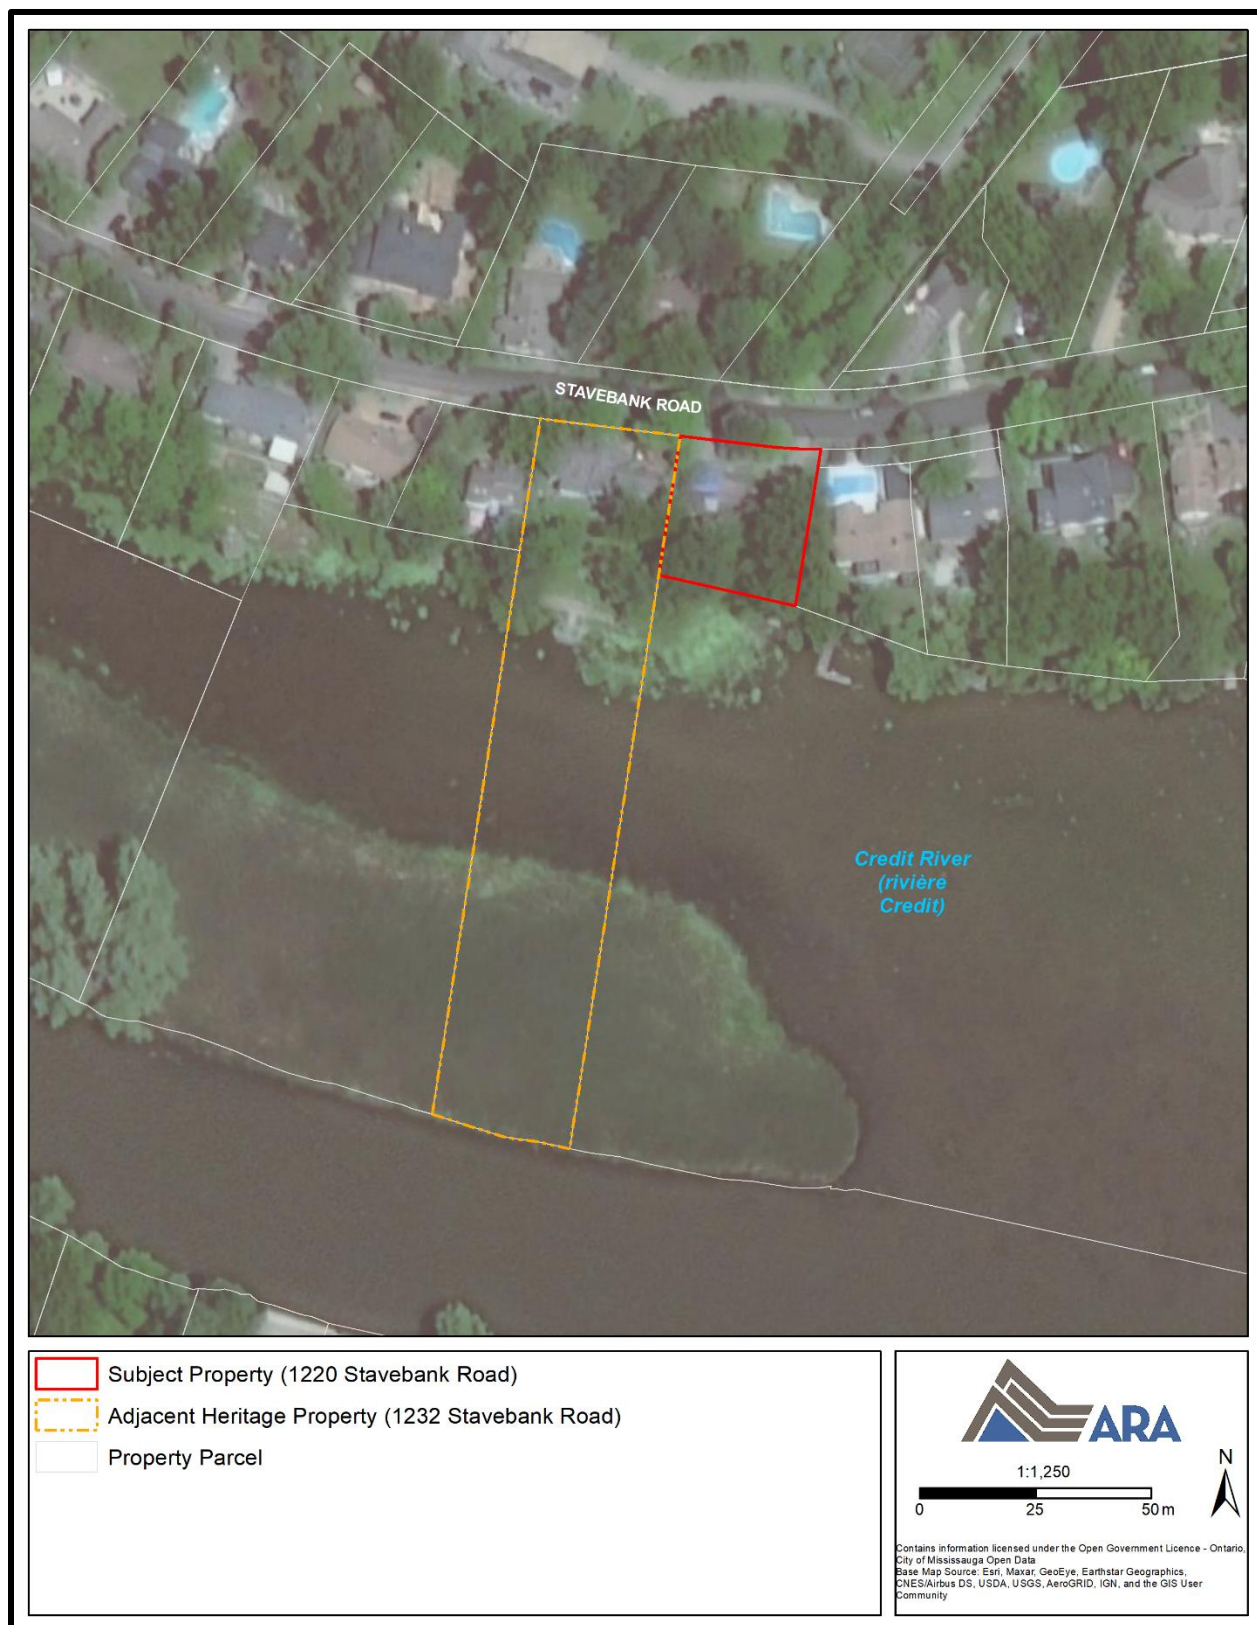 STAVEBANK ROAD
Credit River
(rivière
Credit)
Subject Property (1220 Stavebank Road)
Adjacent Heritage Property (1232 Stavebank Road)
Property Parcel
ARA
N
1:1,250
0 25 50 m
Contains information licensed under the Open Government Licence - Ontario,
City of Mississauga Open Data
Base Map Source: Esri, Maxar, GeoEye, Earthstar Geographics,
CNES/Airbus DS, USDA, USGS, AeroGRID, IGN, and the GIS User
Community